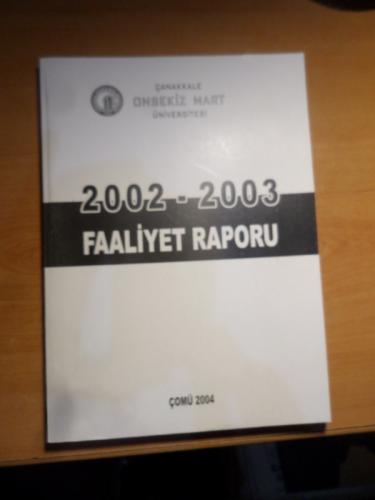 ÇANAKKALE
ONSEKİZ MART
ÜNİVERSİTESİ
2002 - 2003
FAALİYET RAPORU
ÇOMÜ 2004